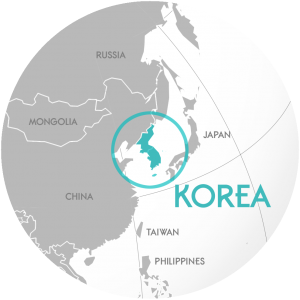 RUSSIA
MONGOLIA
JAPAN
CHINA
KOREA
TAIWAN
PHILIPPINES